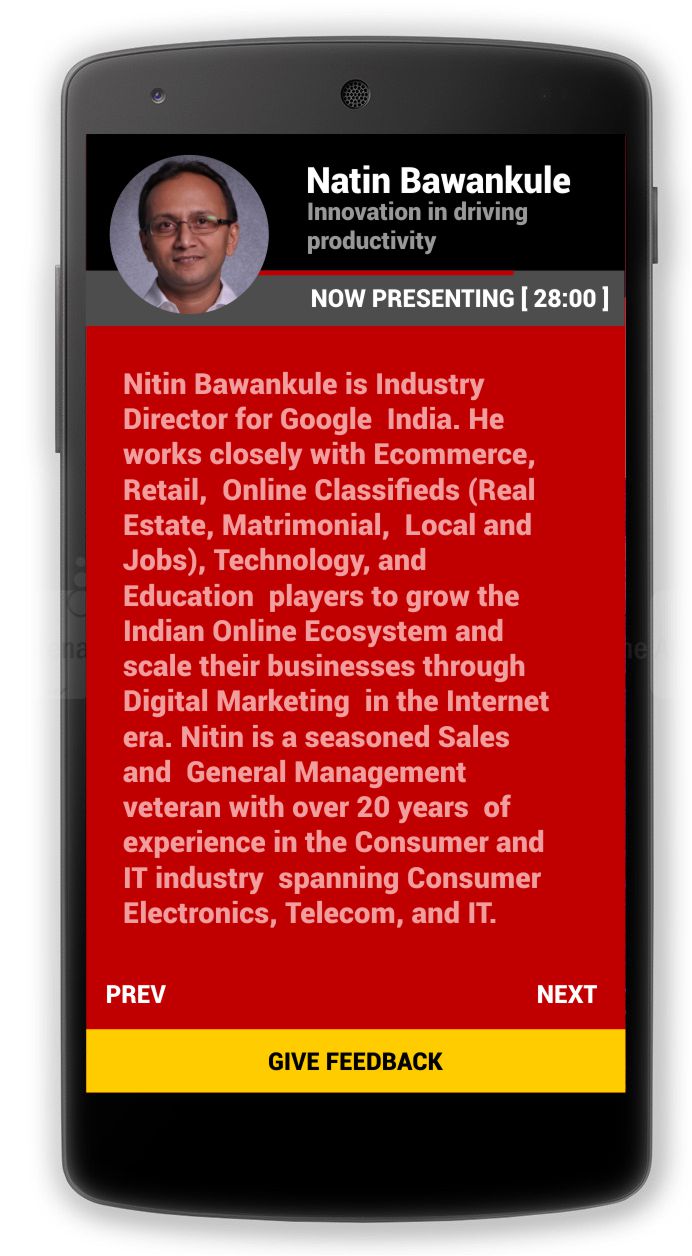 Natin Bawankule
Innovation in driving
productivity
NOW PRESENTING [ 28:00 ]
Nitin Bawankule is Industry
Director for Google  India. He
works closely with Ecommerce,
Retail,  Online Classifieds (Real
Estate, Matrimonial,  Local and
Jobs), Technology, and
Education  players to grow the
Indian Online Ecosystem and
scale their businesses through
Digital Marketing  in the Internet
era. Nitin is a seasoned Sales
and  General Management
veteran with over 20 years  of
experience in the Consumer and
IT industry  spanning Consumer
Electronics, Telecom, and IT.
PREV NEXT
GIVE FEEDBACK